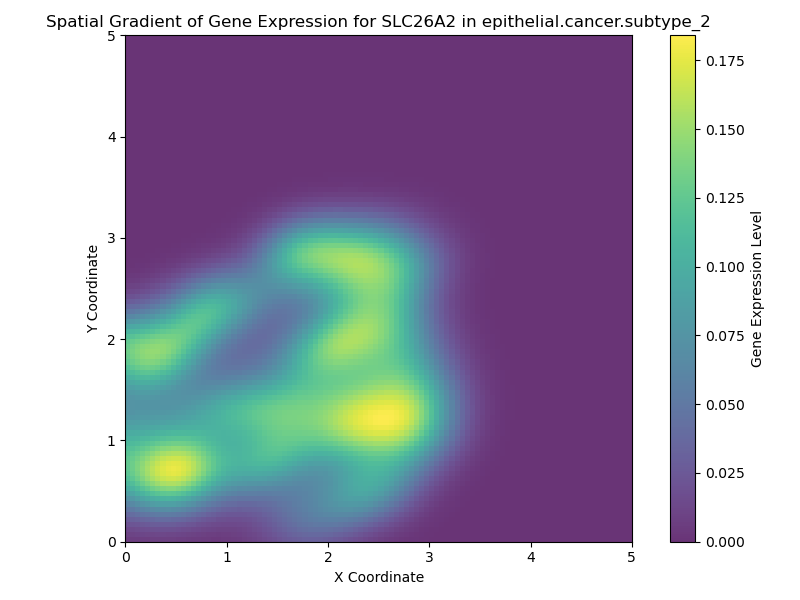 Spatial Gradient of Gene Expression for SLC26A2 in epithelial.cancer.subtype_2
5
4
3
2
1
0
Y Coordinate
0 1 2 3 4 5
X Coordinate
0.175
0.150
0.125
0.100
0.075
0.050
0.025
0.000
Gene Expression Level